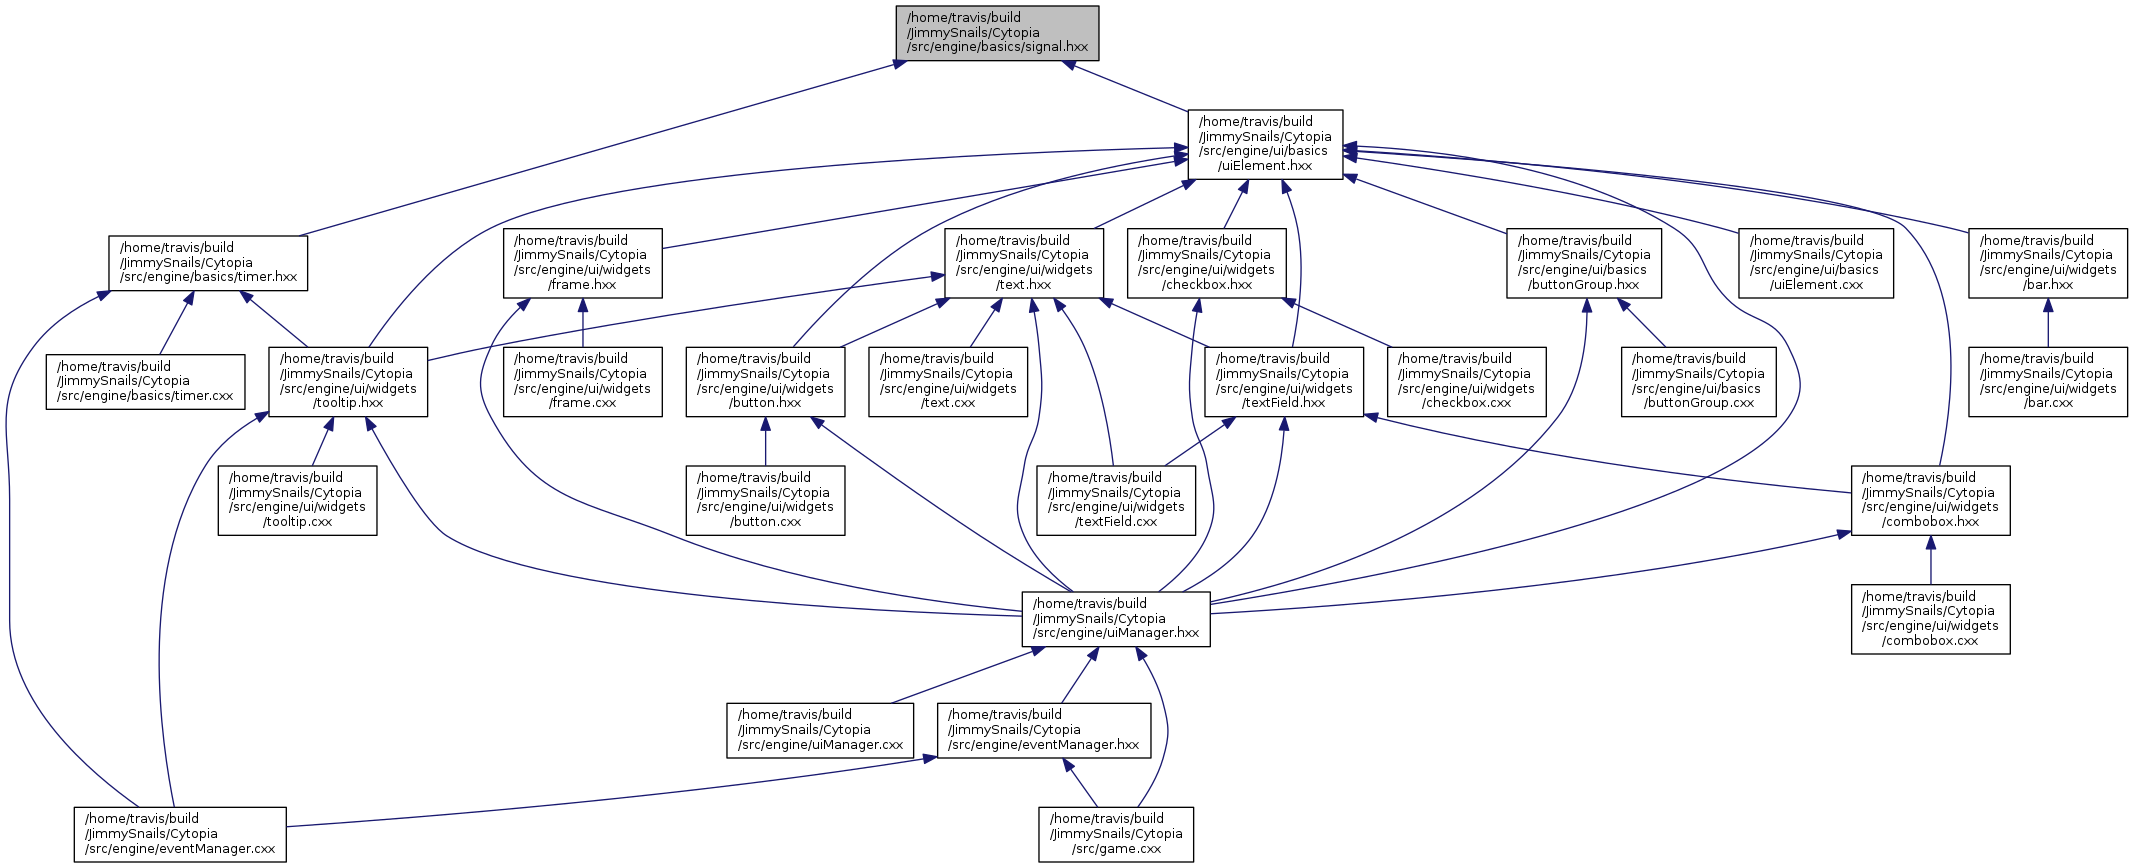 /home/travis/build
/JimmySnails/Cytopia
/src/engine/basics/signal.hxx
/home/travis/build
/JimmySnails/Cytopia
/src/engine/ui/basics
/uiElement.hxx
/home/travis/build
/JimmySnails/Cytopia
/src/engine/basics/timer.hxx
/home/travis/build
/JimmySnails/Cytopia
/src/engine/ui/widgets
/frame.hxx
/home/travis/build
/JimmySnails/Cytopia
/src/engine/ui/widgets
/text.hxx
/home/travis/build
/JimmySnails/Cytopia
/src/engine/ui/widgets
/checkbox.hxx
/home/travis/build
/JimmySnails/Cytopia
/src/engine/ui/basics
/buttonGroup.hxx
/home/travis/build
/JimmySnails/Cytopia
/src/engine/ui/basics
/uiElement.cxx
/home/travis/build
/JimmySnails/Cytopia
/src/engine/ui/widgets
/bar.hxx
/home/travis/build
/JimmySnails/Cytopia
/src/engine/basics/timer.cxx
/home/travis/build
/JimmySnails/Cytopia
/src/engine/ui/widgets
/tooltip.hxx
/home/travis/build
/JimmySnails/Cytopia
/src/engine/ui/widgets
/frame.cxx
/home/travis/build
/JimmySnails/Cytopia
/src/engine/ui/widgets
/button.hxx
/home/travis/build
/JimmySnails/Cytopia
/src/engine/ui/widgets
/text.cxx
/home/travis/build
/JimmySnails/Cytopia
/src/engine/ui/widgets
/textField.hxx
/home/travis/build
/JimmySnails/Cytopia
/src/engine/ui/widgets
/checkbox.cxx
/home/travis/build
/JimmySnails/Cytopia
/src/engine/ui/basics
/buttonGroup.cxx
/home/travis/build
/JimmySnails/Cytopia
/src/engine/ui/widgets
/bar.cxx
/home/travis/build
/JimmySnails/Cytopia
/src/engine/ui/widgets
/tooltip.cxx
/home/travis/build
/JimmySnails/Cytopia
/src/engine/ui/widgets
/button.cxx
/home/travis/build
/JimmySnails/Cytopia
/src/engine/ui/widgets
/textField.cxx
/home/travis/build
/JimmySnails/Cytopia
/src/engine/ui/widgets
/combobox.hxx
/home/travis/build
/JimmySnails/Cytopia
/src/engine/uiManager.hxx
/home/travis/build
/JimmySnails/Cytopia
/src/engine/ui/widgets
/combobox.cxx
/home/travis/build
/JimmySnails/Cytopia
/src/engine/uiManager.cxx
/home/travis/build
/JimmySnails/Cytopia
/src/engine/eventManager.hxx
/home/travis/build
/JimmySnails/Cytopia
/src/engine/eventManager.cxx
/home/travis/build
/JimmySnails/Cytopia
/src/game.cxx